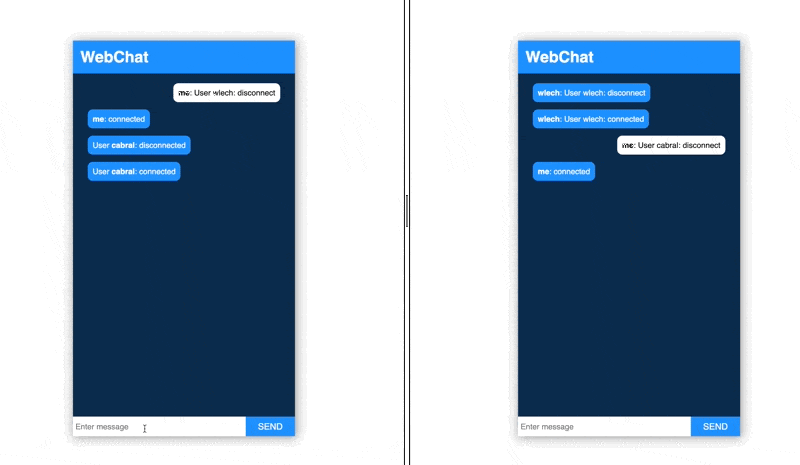 WebChat
me: User wlech: disconnect
me: connected
User cabral: disconnected
User cabral: connected
Enter message
SEND
WebChat
wlech: User wlech: disconnect
wlech: User wlech: connected
me: User cabral: disconnect
me: connected
Enter message
SEND